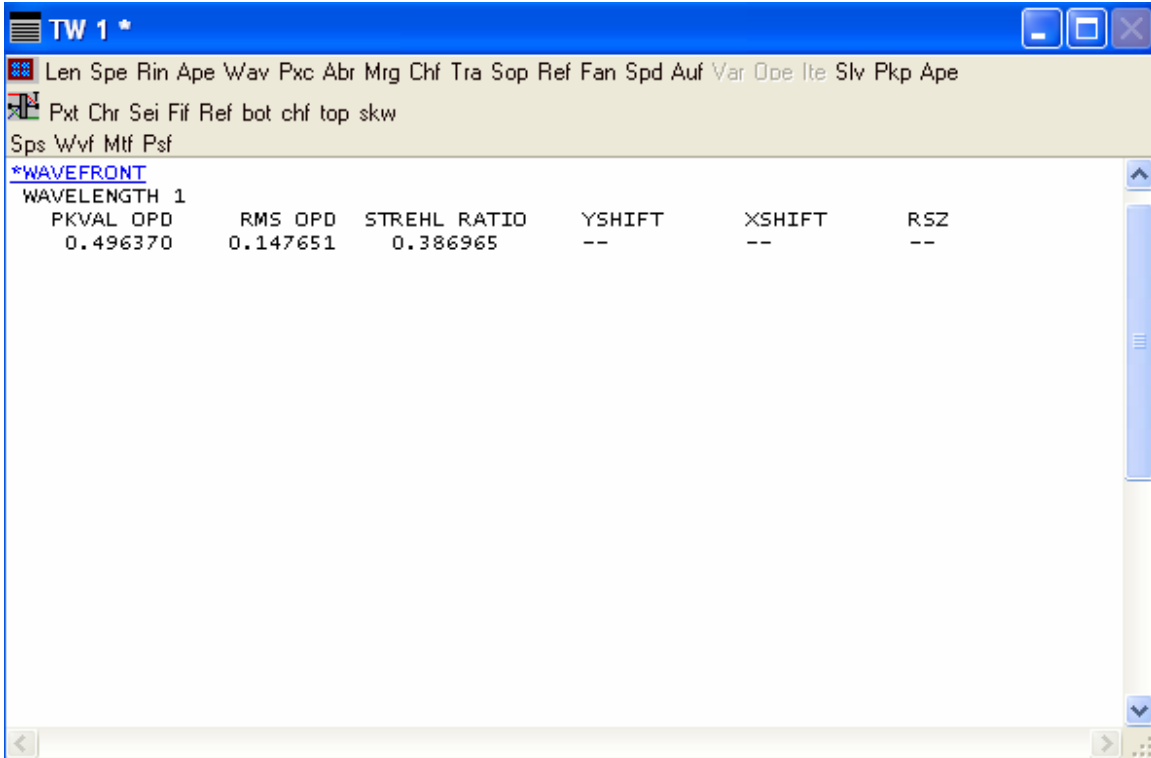 TW 1 *
Len Spe Rin Ape Wav Pxc Abr Mrg Chf Tra Sop Ref Fan Spd Auf Var Ope Ite Slv Pkp Ape
Pxt Chr Sei Fif Ref bot chf top skw
Sps Wvf Mtf Psf
*WAVEFRONT
WAVELENGTH 1
PKVAL OPD RMS OPD STREHL RATIO YSHIFT XSHIFT RSZ
0.496370 0.147651 0.386965 -- -- --